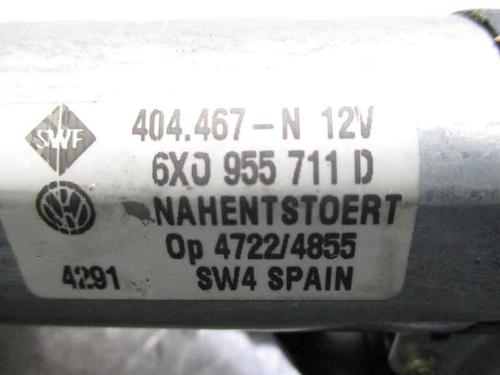 SWF 404.467-N 12V
6X0 955 711 D
NAHENTSTOERT
Op 4722/4855
4291 SW4 SPAIN